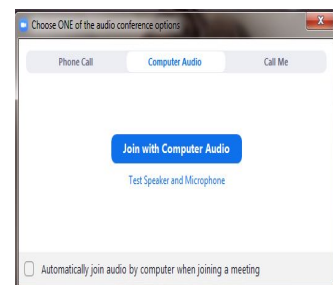 Choose ONE of the audio conference options
Phone Call
Computer Audio
Call Me
Join with Computer Audio
Test Speaker and Microphone
Automatically join audio by computer when joining a meeting